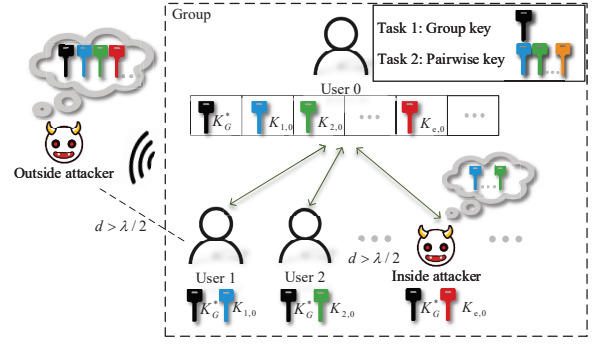 Group
Task 1: Group key
Task 2: Pairwise key
User 0
K*G K1,0 K2,0 Ke,0
Outside attacker
d > λ / 2
d > λ / 2
User 1
User 2
Inside attacker
K*G K1,0
K*G K2,0
K*G Ke,0